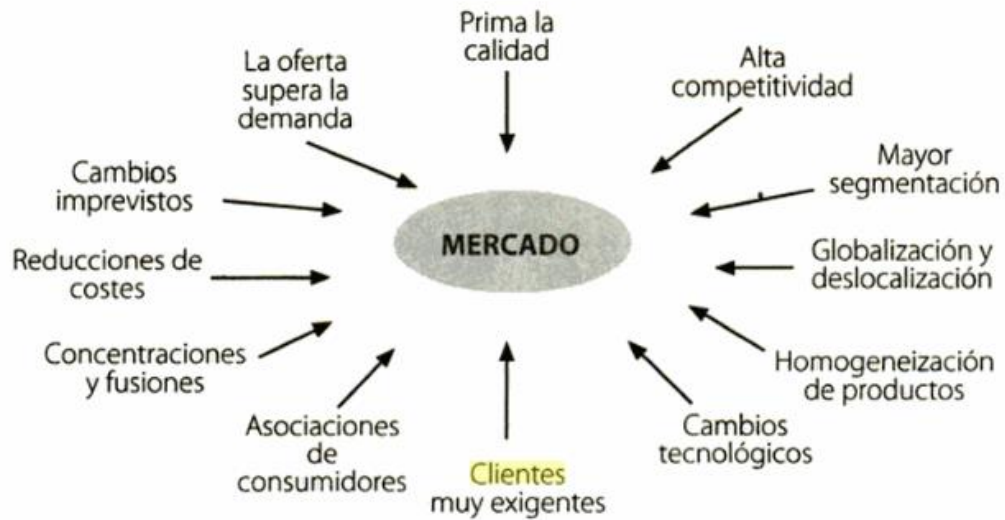 Prima la
calidad
La oferta
supera la
demanda
Alta
competitividad
Cambios
imprevistos
Mayor
segmentación
MERCADO
Reducciones de
costes
Globalización y
deslocalización
Concentraciones
y fusiones
Homogeneización
de productos
Asociaciones
de
consumidores
Cambios
tecnológicos
Clientes
muy exigentes